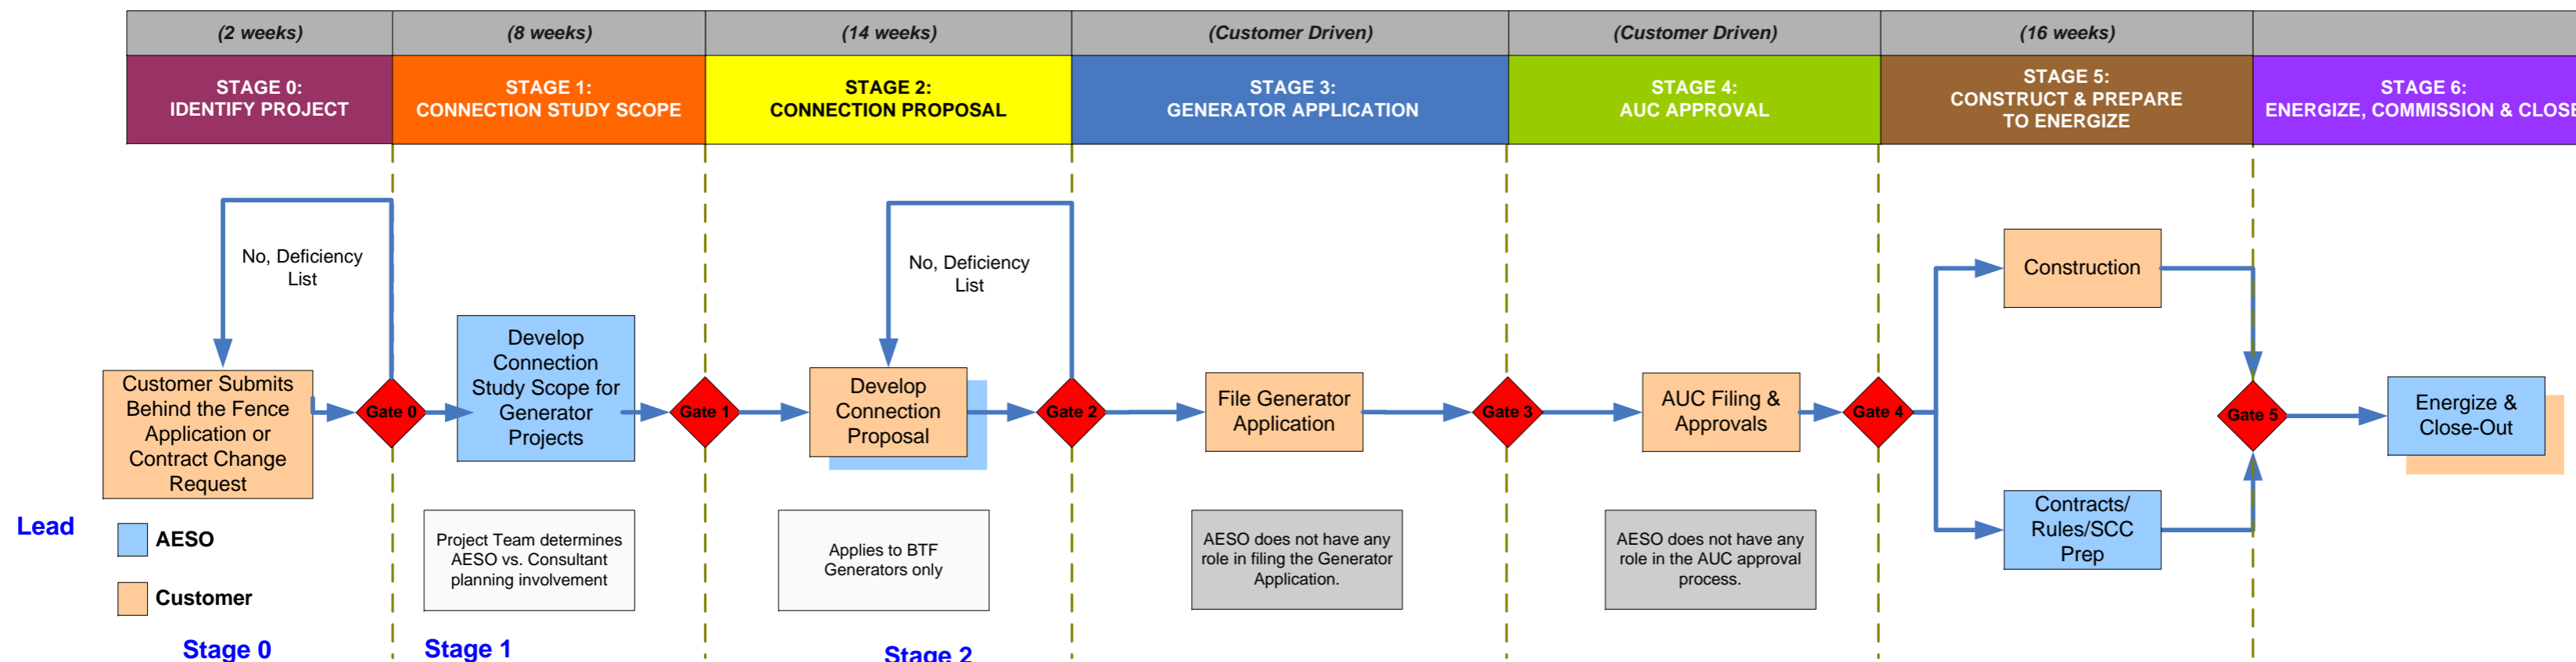 (2 weeks)
(8 weeks)
(14 weeks)
(Customer Driven)
(Customer Driven)
(16 weeks)
STAGE 0:
IDENTIFY PROJECT
STAGE 1:
CONNECTION STUDY SCOPE
STAGE 2:
CONNECTION PROPOSAL
STAGE 3:
GENERATOR APPLICATION
STAGE 4:
AUC APPROVAL
STAGE 5:
CONSTRUCT & PREPARE
TO ENERGIZE
STAGE 6:
ENERGIZE, COMMISSION & CLOSE
No, Deficiency
List
Customer Submits
Behind the Fence
Application or
Contract Change
Request
Gate 0
Develop
Connection
Study Scope for
Generator
Projects
Gate 1
No, Deficiency
List
Develop
Connection
Proposal
Gate 2
File Generator
Application
Gate 3
AUC Filing &
Approvals
Gate 4
Construction
Contracts/
Rules/SCC
Prep
Gate 5
Energize &
Close-Out
Lead
AESO
Customer
Project Team determines
AESO vs. Consultant
planning involvement
Applies to BTF
Generators only
AESO does not have any
role in filing the Generator
Application.
AESO does not have any
role in the AUC approval
process.
Stage 0
Stage 1
Stage 2